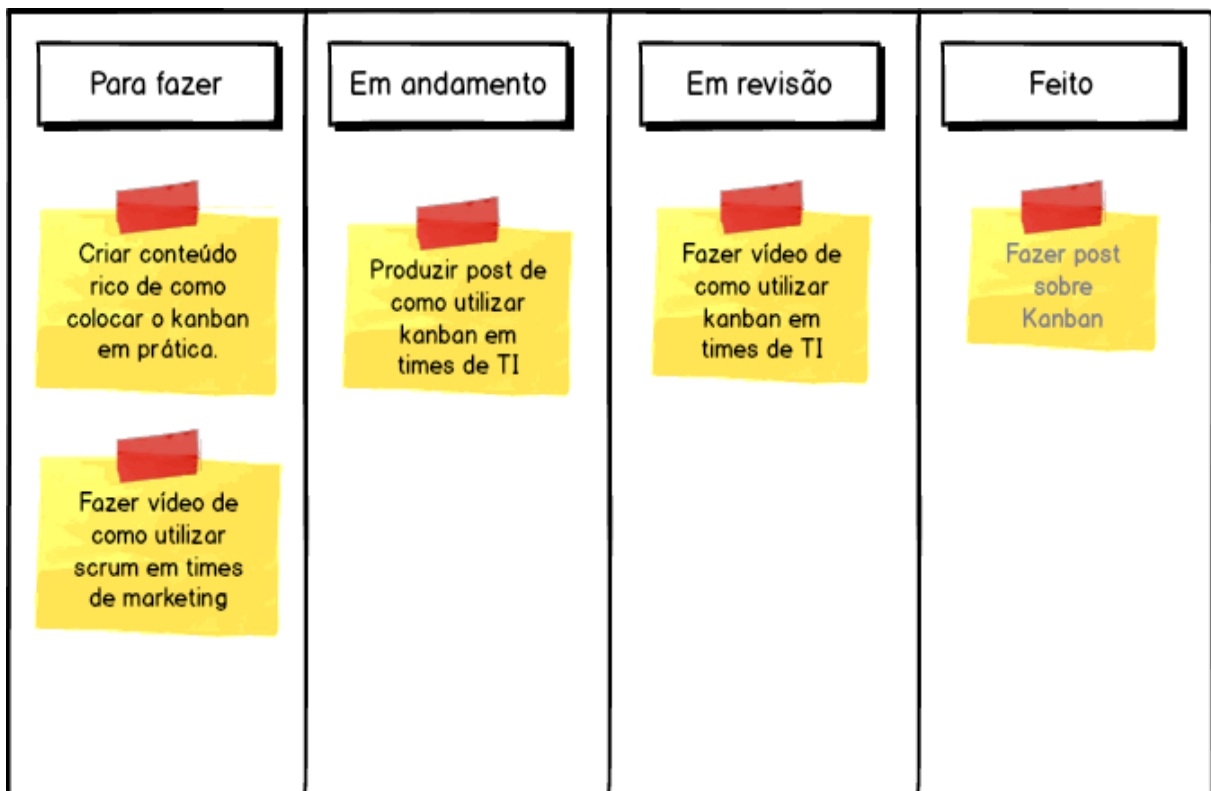 Para fazer
Em andamento
Em revisão
Feito
Criar conteúdo
rico de como
colocar o kanban
em prática.
Fazer vídeo de
como utilizar
scrum em times
de marketing
Produzir post de
como utilizar
kanban em
times de TI
Fazer vídeo de
como utilizar
kanban em
times de TI
Fazer post
sobre
Kanban